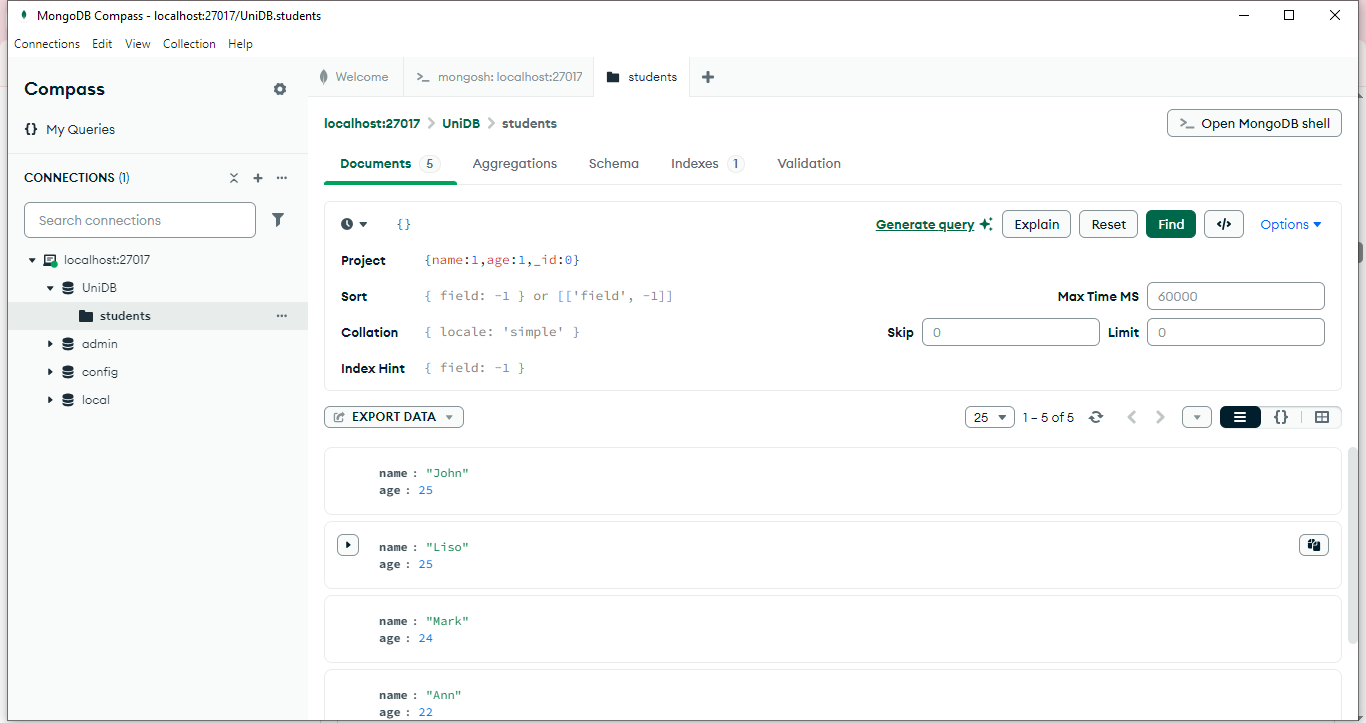 MongoDB Compass - localhost:27017/UniDB.students
Connections Edit View Collection Help
Compass
My Queries
CONNECTIONS (1)
Search connections
localhost:27017
UniDB
students
admin
config
local
Welcome
>_ mongosh: localhost:27017
students
localhost:27017 > UniDB > students
>_ Open MongoDB shell
Documents 5 Aggregations Schema Indexes 1 Validation
{} Generate query Explain Reset Find </> Options
Project {name:1,age:1,_id:0}
Sort { field: -1 } or [['field', -1]] Max Time MS 60000
Collation { locale: 'simple' } Skip 0 Limit 0
Index Hint { field: -1 }
EXPORT DATA 25 1 – 5 of 5 {}
name : "John"
age : 25
name : "Liso"
age : 25
name : "Mark"
age : 24
name : "Ann"
age : 22